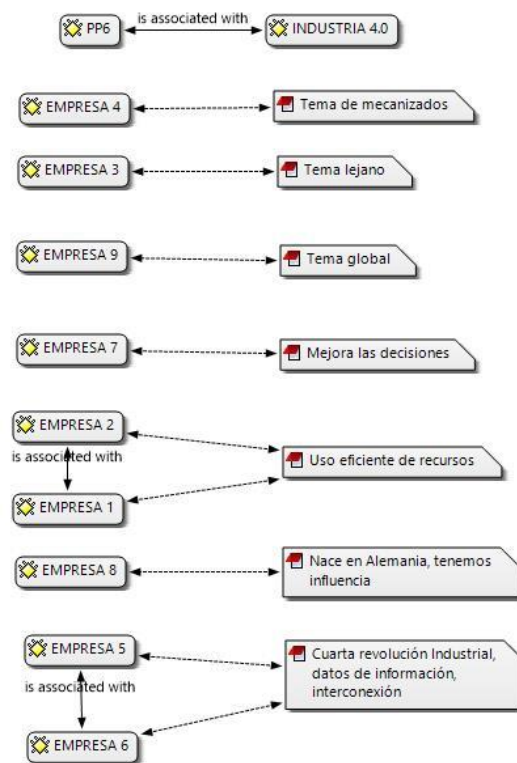 is associated with
PP6
INDUSTRIA 4.0
EMPRESA 4
Tema de mecanizados
EMPRESA 3
Tema lejano
EMPRESA 9
Tema global
EMPRESA 7
Mejora las decisiones
EMPRESA 2
is associated with
Uso eficiente de recursos
EMPRESA 1
EMPRESA 8
Nace en Alemania, tenemos
influencia
EMPRESA 5
Cuarta revolución Industrial,
datos de información,
interconexión
is associated with
EMPRESA 6